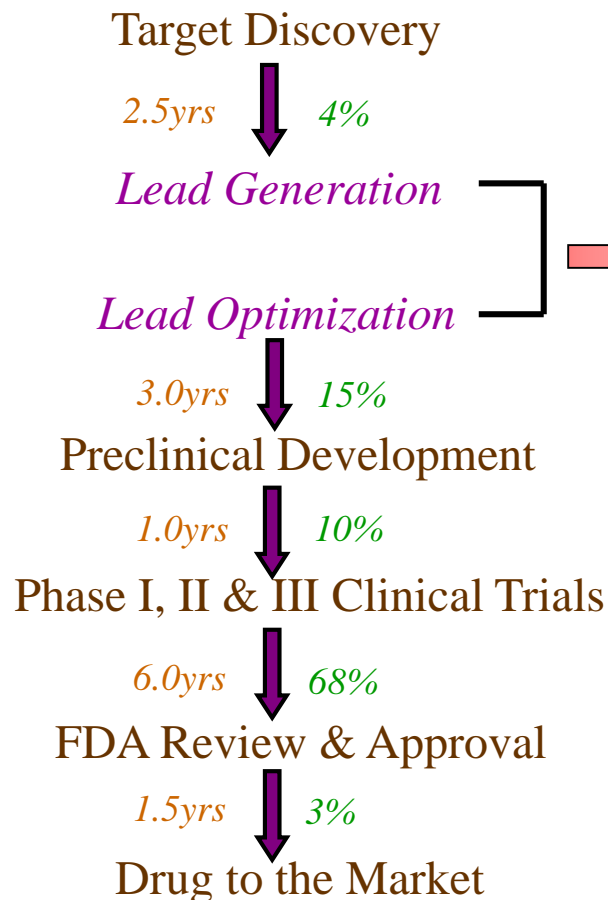 Target Discovery
2.5yrs 4%
Lead Generation
Lead Optimization
3.0yrs 15%
Preclinical Development
1.0yrs 10%
Phase I, II & III Clinical Trials
6.0yrs 68%
FDA Review & Approval
1.5yrs 3%
Drug to the Market